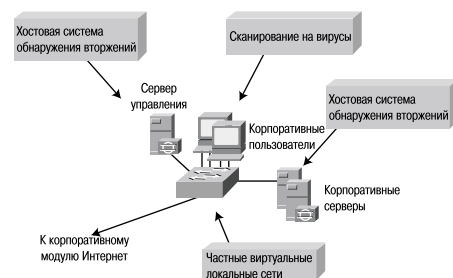 Хостовая система
обнаружения вторжений
Сканирование на вирусы
Сервер
управления
Хостовая система
обнаружения вторжений
Корпоративные
пользователи
Корпоративные
серверы
К корпоративному
модулю Интернет
Частные виртуальные
локальные сети